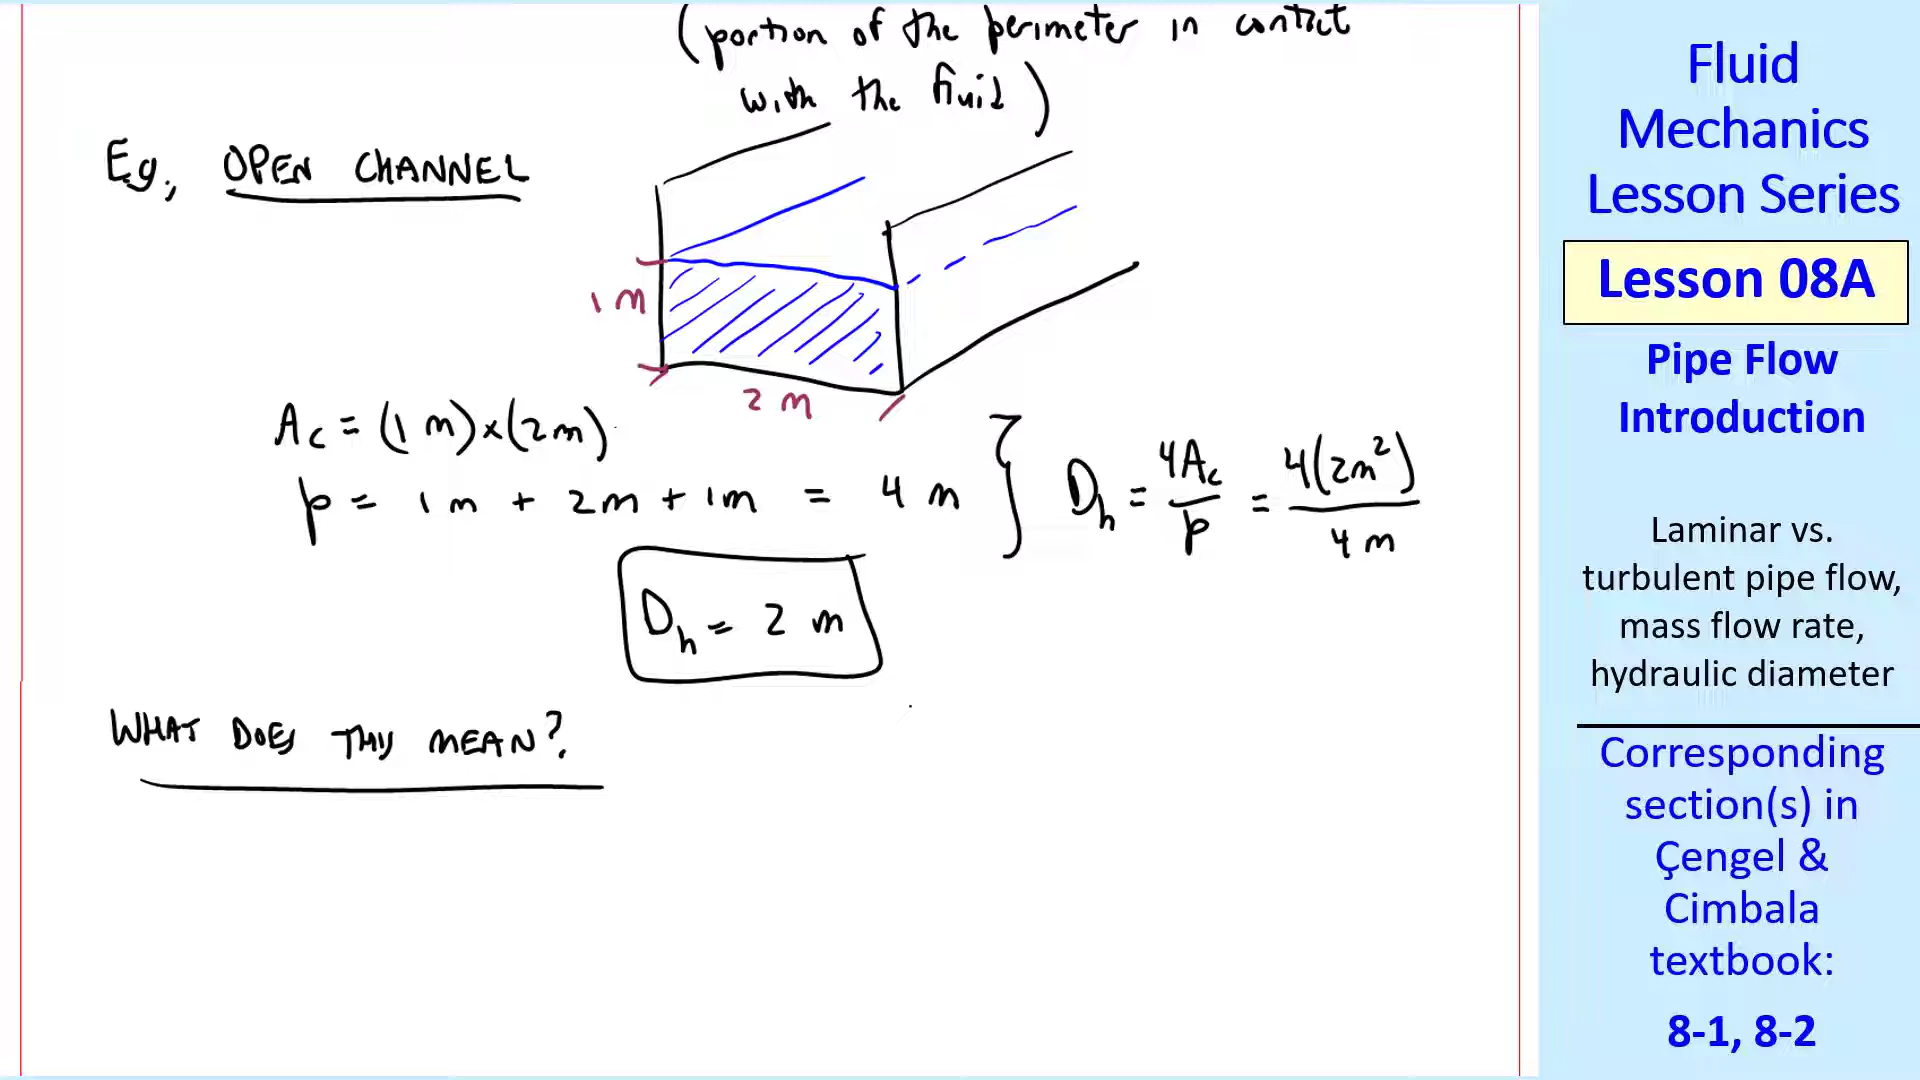 (portion of the perimeter in contact
with the fluid)
Eg, OPEN CHANNEL
1 m
2 m
Ac = (1 m)×(2m)
p = 1m + 2m + 1m = 4 m } Dh = 4Ac/p = 4(2m²)/4 m
Dh = 2 m
WHAT DOES THIS MEAN?
Fluid
Mechanics
Lesson Series
Lesson 08A
Pipe Flow
Introduction
Laminar vs.
turbulent pipe flow,
mass flow rate,
hydraulic diameter
Corresponding
section(s) in
Çengel &
Cimbala
textbook:
8-1, 8-2